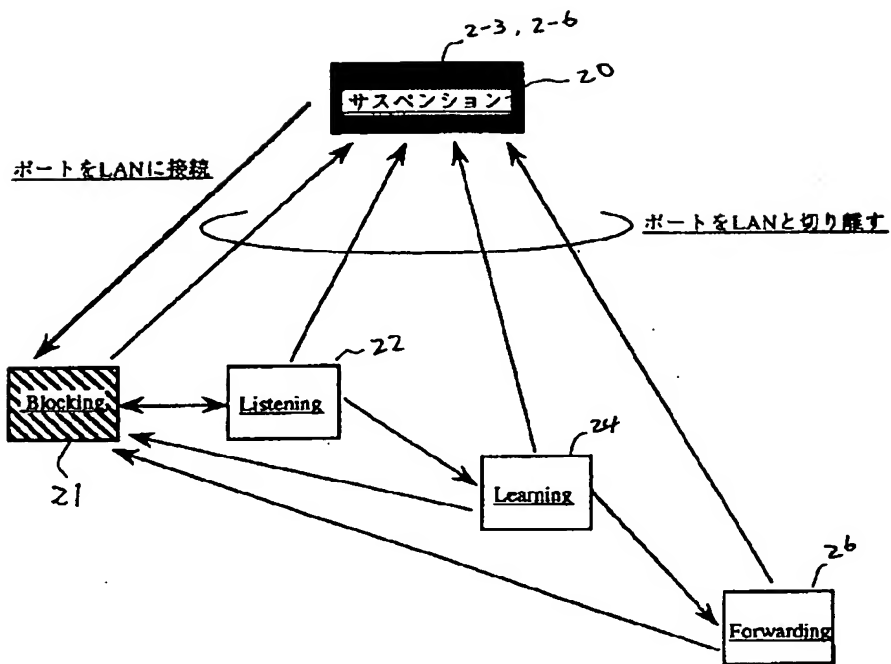 2-3, 2-6
20
サスペンション
ポートをLANに接続
ポートをLANと切り離す
22
Blocking
Listening
21
24
Learning
26
Forwarding